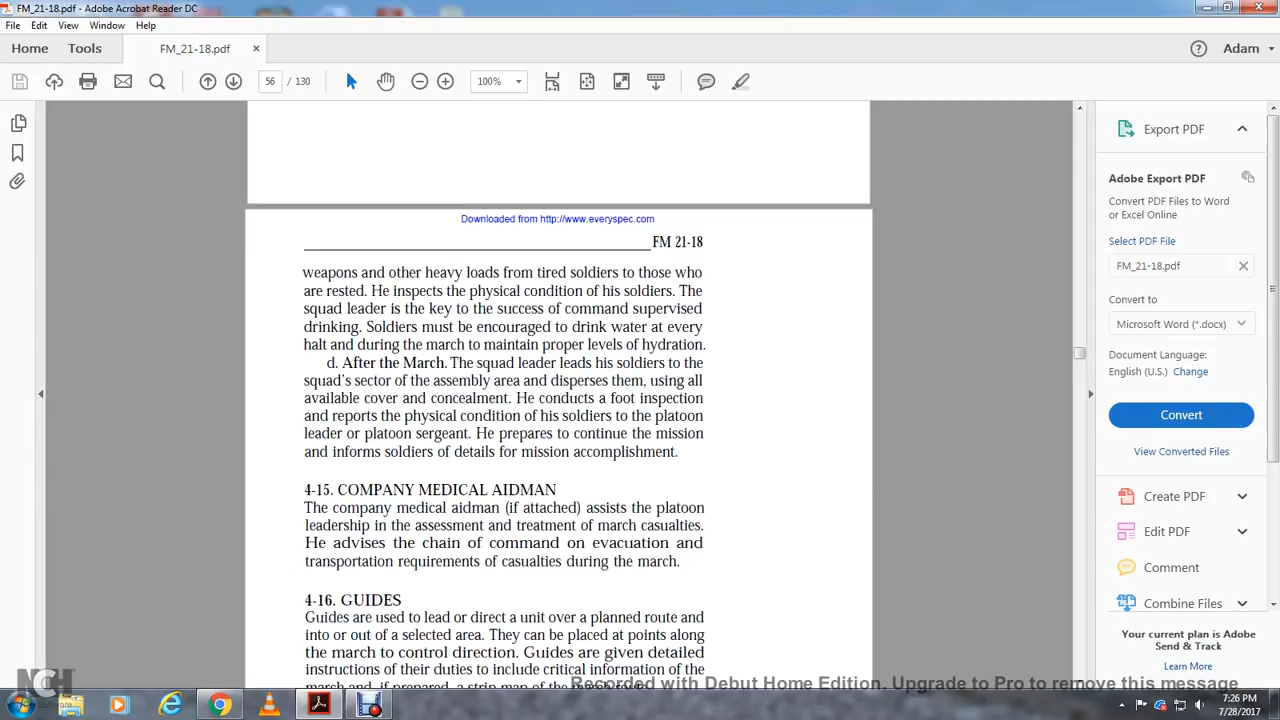 FM_21-18.pdf - Adobe Acrobat Reader DC
File Edit View Window Help
Home Tools FM_21-18.pdf × Adam
56 / 130 100%
Downloaded from http://www.everyspec.com
FM 21-18
weapons and other heavy loads from tired soldiers to those who
are rested. He inspects the physical condition of his soldiers. The
squad leader is the key to the success of command supervised
drinking. Soldiers must be encouraged to drink water at every
halt and during the march to maintain proper levels of hydration.
d. After the March. The squad leader leads his soldiers to the
squad's sector of the assembly area and disperses them, using all
available cover and concealment. He conducts a foot inspection
and reports the physical condition of his soldiers to the platoon
leader or platoon sergeant. He prepares to continue the mission
and informs soldiers of details for mission accomplishment.
4-15. COMPANY MEDICAL AIDMAN
The company medical aidman (if attached) assists the platoon
leadership in the assessment and treatment of march casualties.
He advises the chain of command on evacuation and
transportation requirements of casualties during the march.
4-16. GUIDES
Guides are used to lead or direct a unit over a planned route and
into or out of a selected area. They can be placed at points along
the march to control direction. Guides are given detailed
instructions of their duties to include critical information of the
march and, if prepared, a strip map of the
Export PDF
Adobe Export PDF
Convert PDF Files to Word
or Excel Online
Select PDF File
FM_21-18.pdf
Convert to
Microsoft Word (*.docx)
Document Language:
English (U.S.) Change
Convert
View Converted Files
Create PDF
Edit PDF
Comment
Combine Files
Your current plan is Adobe
Send & Track
Learn More
NCH Software
Recorded with Debut Home Edition. Upgrade to Pro to remove this message
7:26 PM
7/28/2017